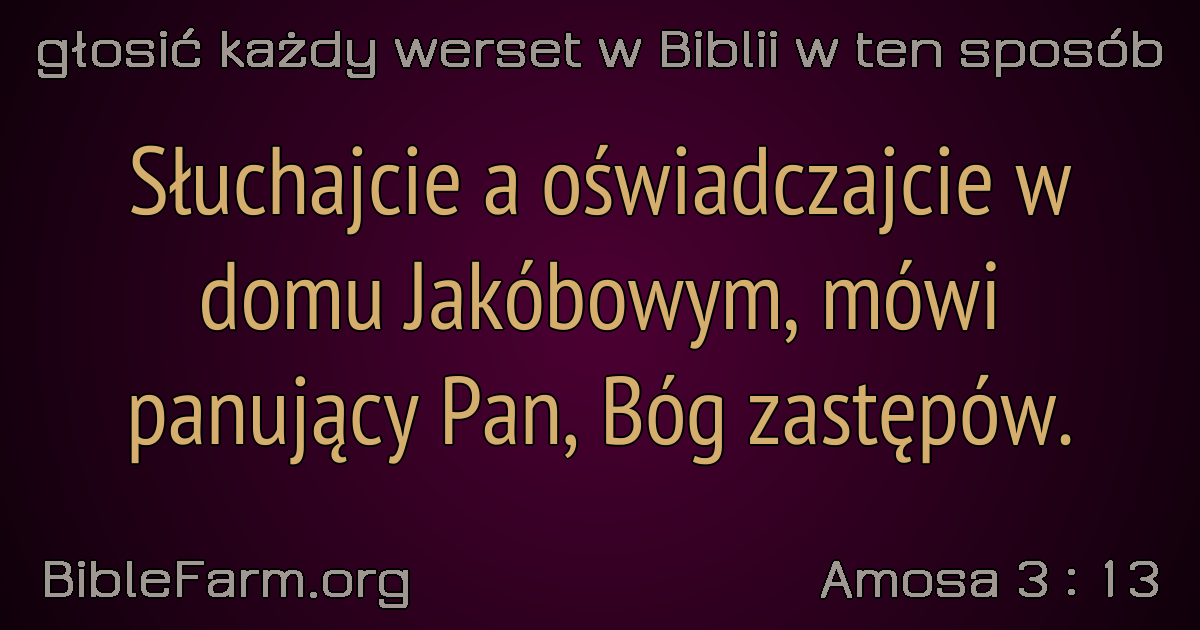 głosić każdy werset w Biblii w ten sposób
Słuchajcie a oświadczajcie w
domu Jakóbowym, mówi
panujący Pan, Bóg zastępów.
BibleFarm.org
Amosa 3 : 13